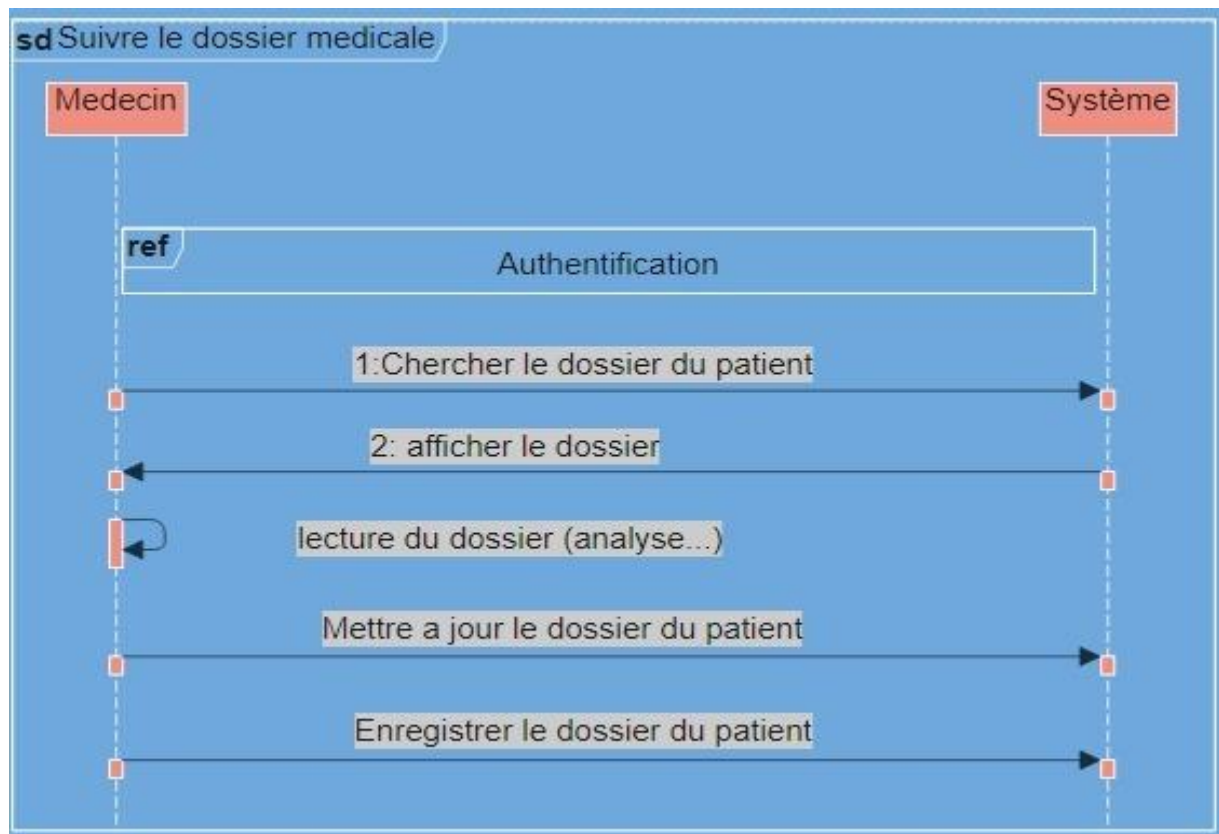 sd Suivre le dossier medicale
Medecin
Système
ref
Authentification
1:Chercher le dossier du patient
2: afficher le dossier
lecture du dossier (analyse...)
Mettre a jour le dossier du patient
Enregistrer le dossier du patient